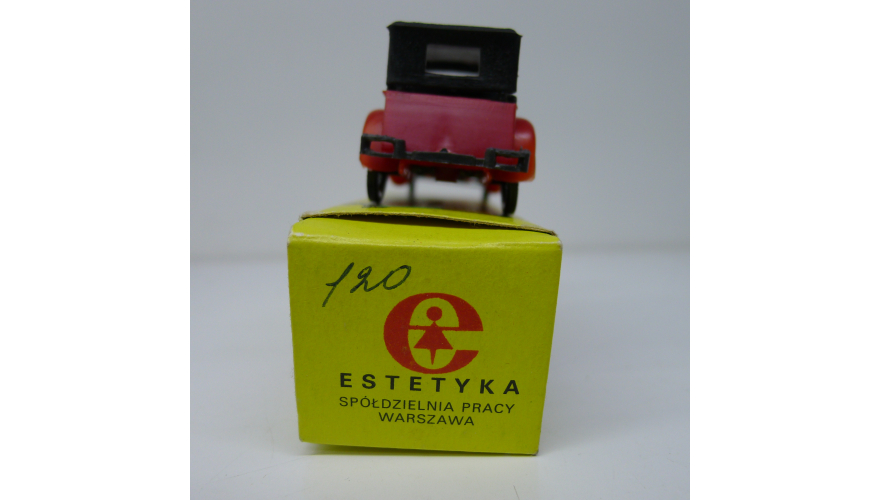 120
e
ESTETYKA
SPÓŁDZIELNIA PRACY
WARSZAWA